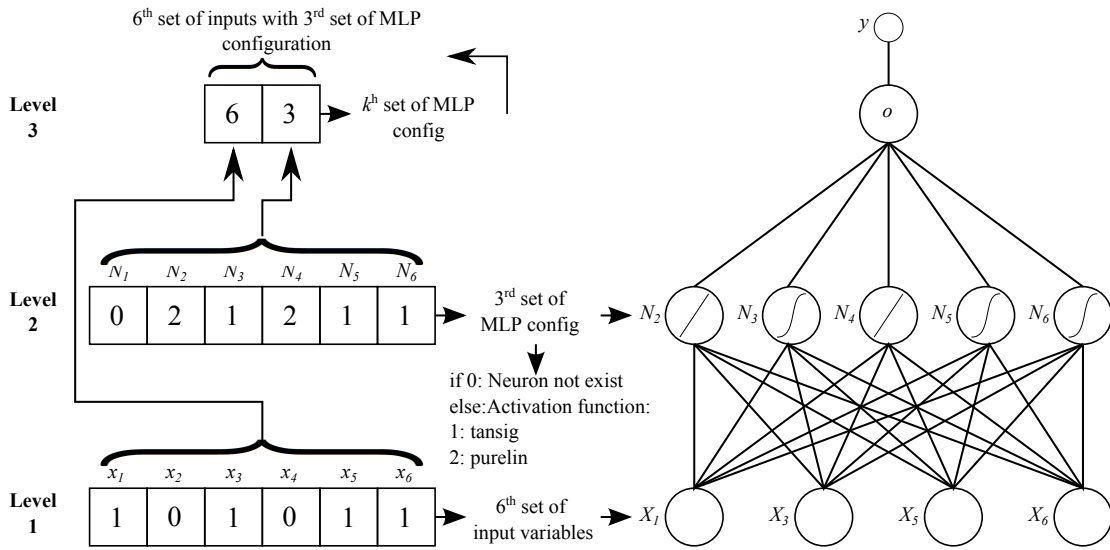 6th set of inputs with 3rd set of MLP
configuration
y
Level
3
6 3
kh set of MLP
config
o
N1 N2 N3 N4 N5 N6
Level
2
0 2 1 2 1 1
3rd set of
MLP config
N2 N3 N4 N5 N6
if 0: Neuron not exist
else:Activation function:
1: tansig
2: purelin
x1 x2 x3 x4 x5 x6
Level
1
1 0 1 0 1 1
6th set of
input variables
X1 X3 X5 X6